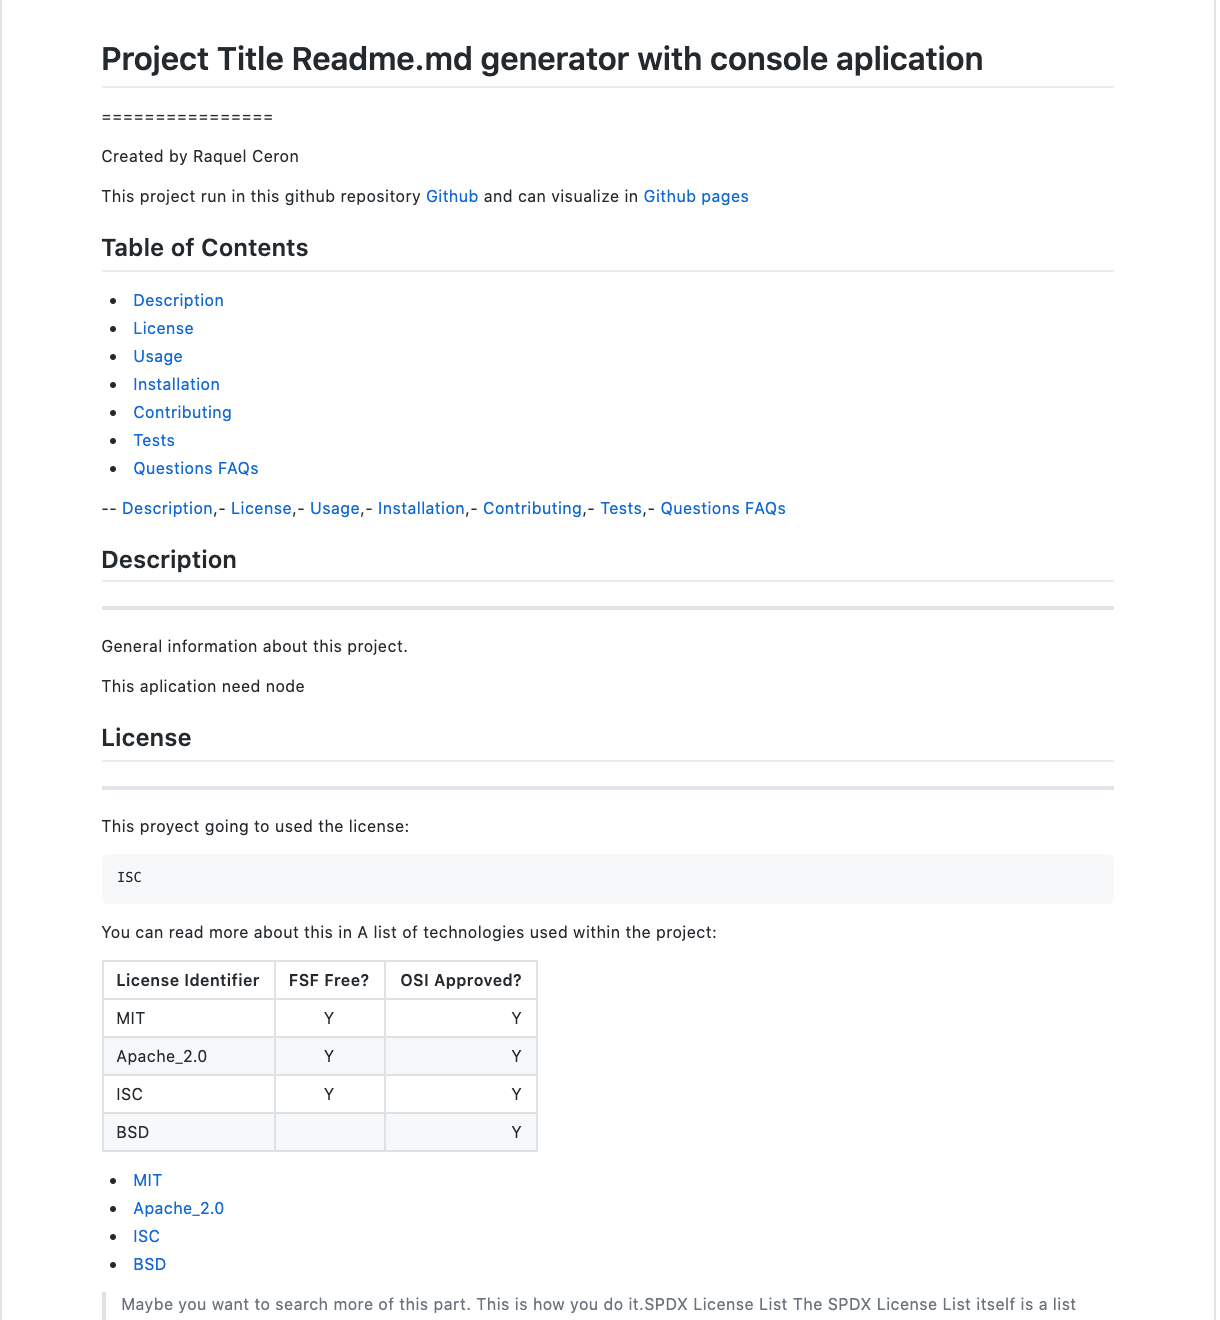 Project Title Readme.md generator with console aplication
================
Created by Raquel Ceron
This project run in this github repository Github and can visualize in Github pages
Table of Contents
Description
License
Usage
Installation
Contributing
Tests
Questions FAQs
-- Description,- License,- Usage,- Installation,- Contributing,- Tests,- Questions FAQs
Description
General information about this project.
This aplication need node
License
This proyect going to used the license:
ISC
You can read more about this in A list of technologies used within the project:
License Identifier FSF Free? OSI Approved?
MIT Y Y
Apache_2.0 Y Y
ISC Y Y
BSD Y
MIT
Apache_2.0
ISC
BSD
Maybe you want to search more of this part. This is how you do it.SPDX License List The SPDX License List itself is a list